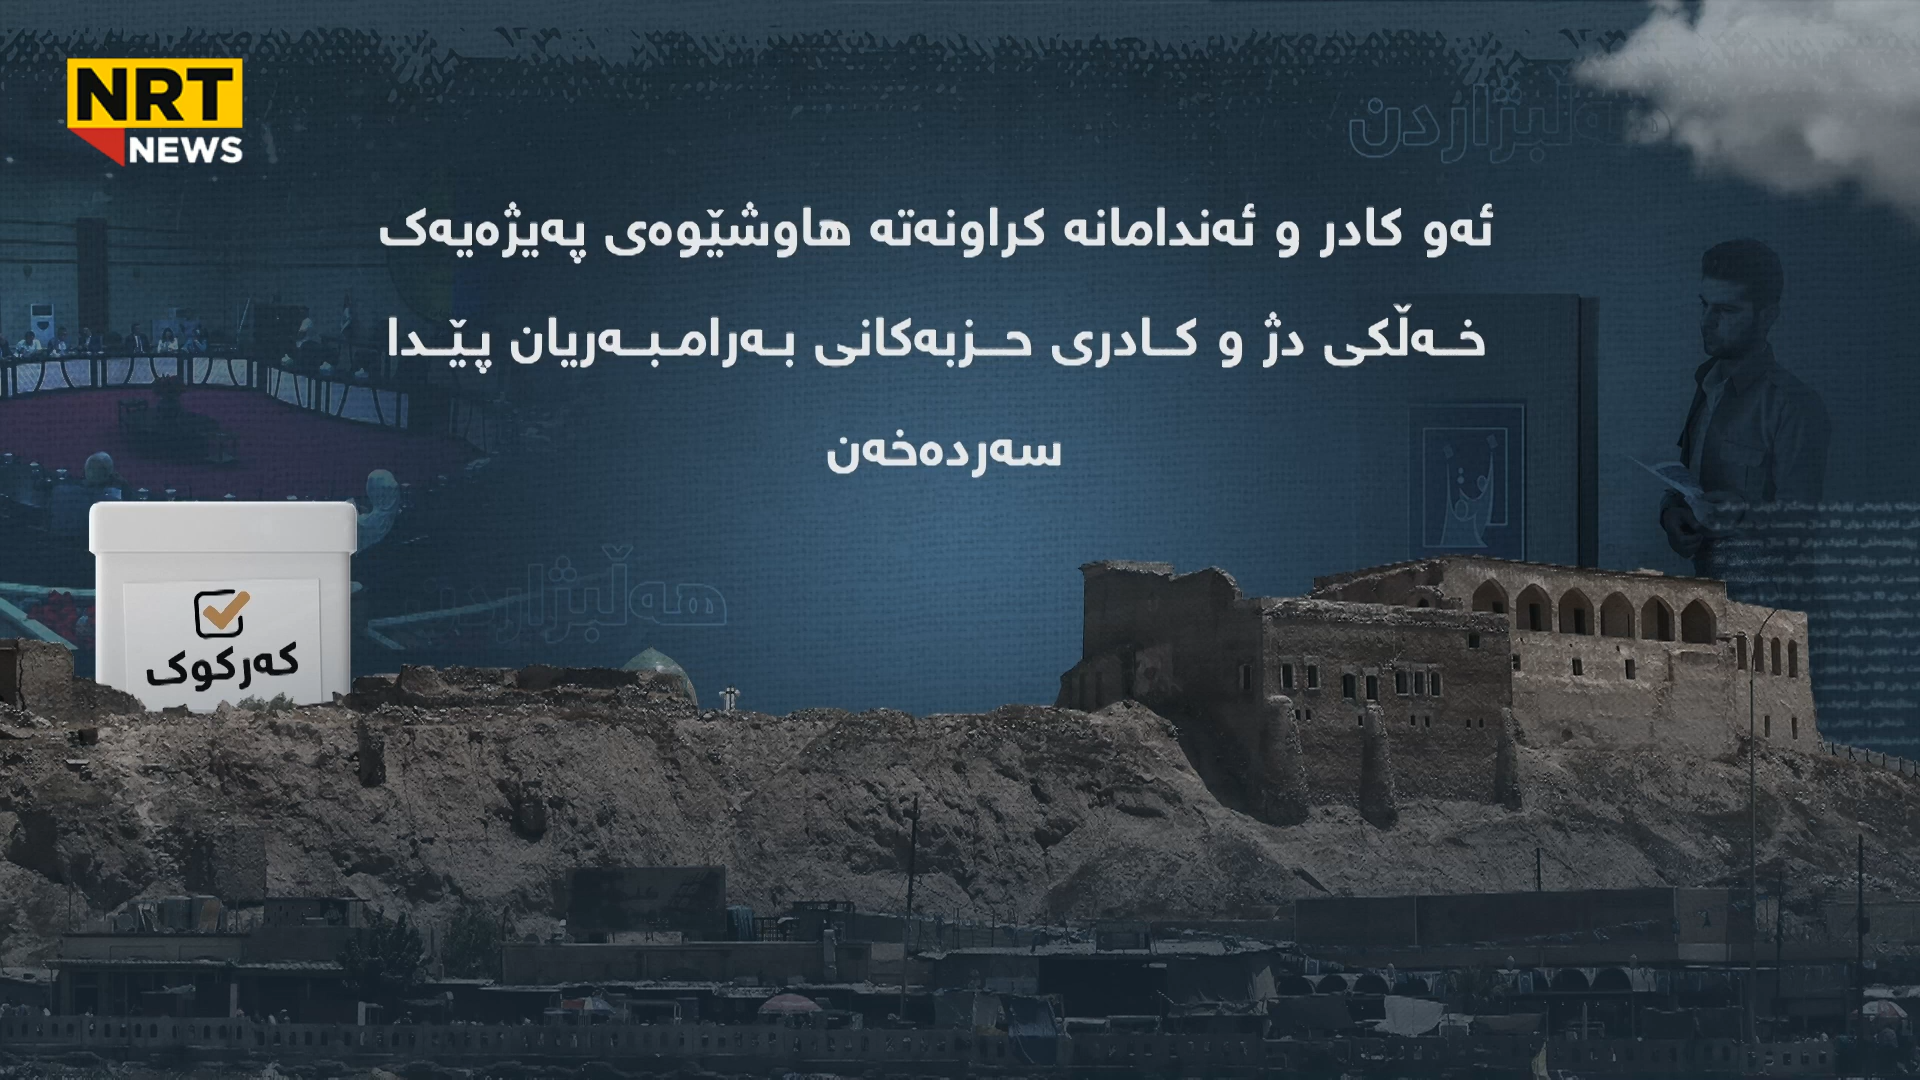 NRT
NEWS
هەڵبژاردن
ئەو کادر و ئەندامانە کراونەتە هاوشێوەی پەیژەیەک
خەڵکی دژ و کادری حزبەکانی بەرامبەریان پێدا
سەردەخەن
هەڵبژاردن
کەرکوک